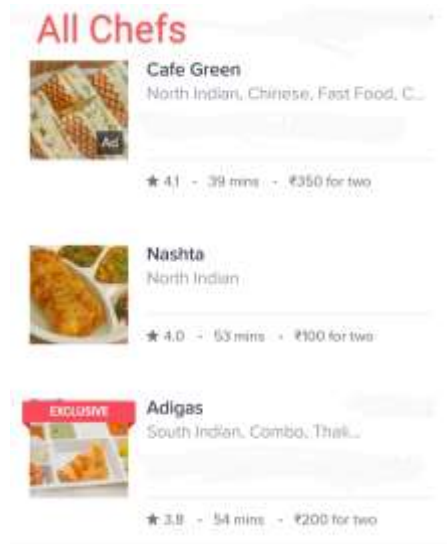 All Chefs
Cafe Green
North Indian, Chinese, Fast Food, C...
Ad
★ 4.1 - 39 mins - ₹350 for two
Nashta
North Indian
★ 4.0 - 53 mins - ₹100 for two
EXCLUSIVE
Adigas
South Indian, Combo, Thali...
★ 3.9 - 54 mins - ₹200 for two